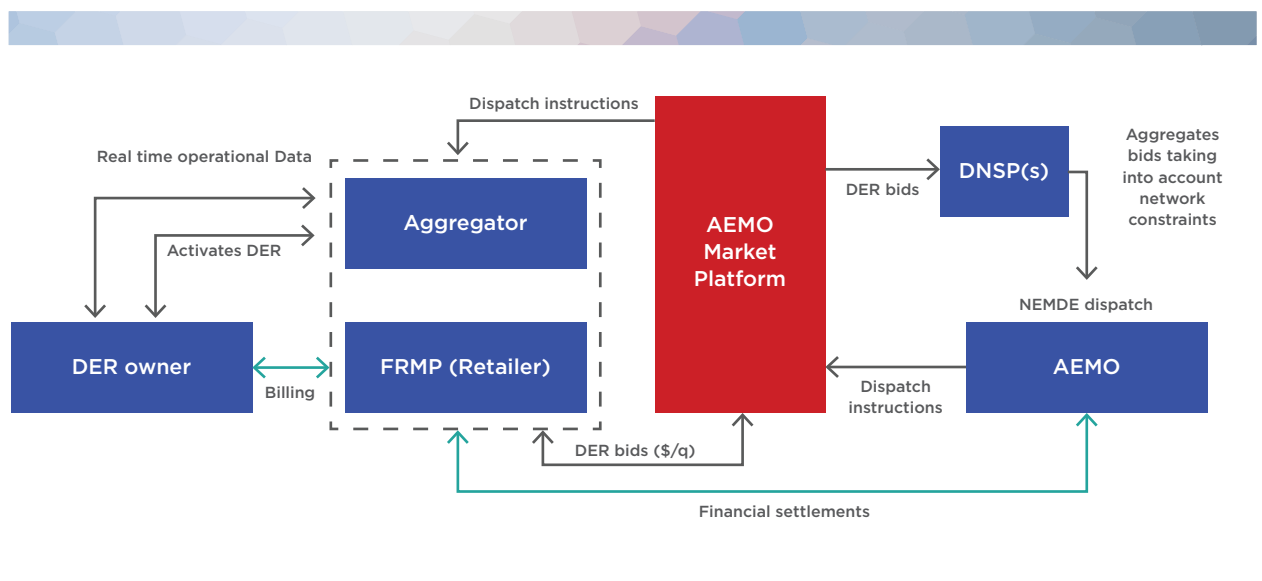 Dispatch instructions
Real time operational Data
Aggregates
bids taking
into account
network
constraints
DNSP(s)
DER bids
Aggregator
AEMO
Market
Platform
Activates DER
NEMDE dispatch
DER owner
FRMP (Retailer)
AEMO
Billing
Dispatch
instructions
DER bids ($/q)
Financial settlements